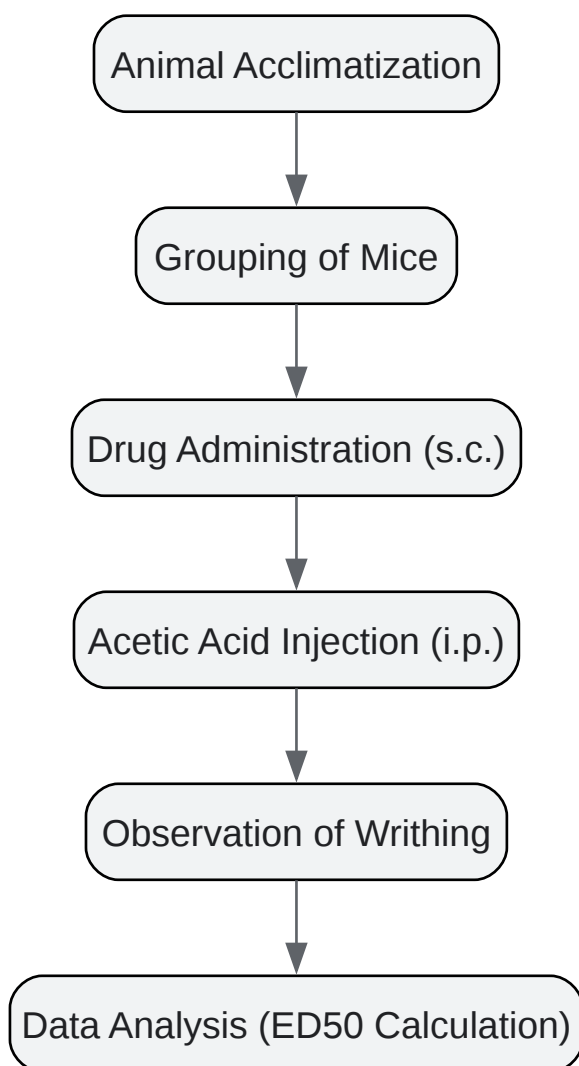 Animal Acclimatization
Grouping of Mice
Drug Administration (s.c.)
Acetic Acid Injection (i.p.)
Observation of Writhing
Data Analysis (ED50 Calculation)